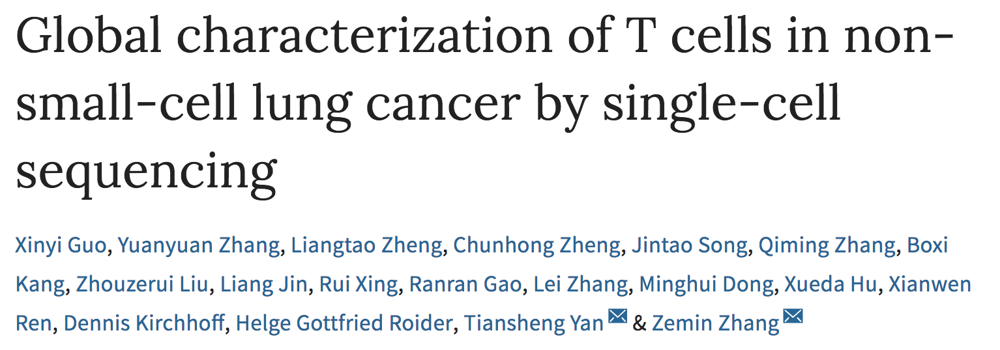 Global characterization of T cells in non-
small-cell lung cancer by single-cell
sequencing
Xinyi Guo, Yuanyuan Zhang, Liangtao Zheng, Chunhong Zheng, Jintao Song, Qiming Zhang, Boxi
Kang, Zhouzerui Liu, Liang Jin, Rui Xing, Ranran Gao, Lei Zhang, Minghui Dong, Xueda Hu, Xianwen
Ren, Dennis Kirchhoff, Helge Gottfried Roider, Tiansheng Yan & Zemin Zhang